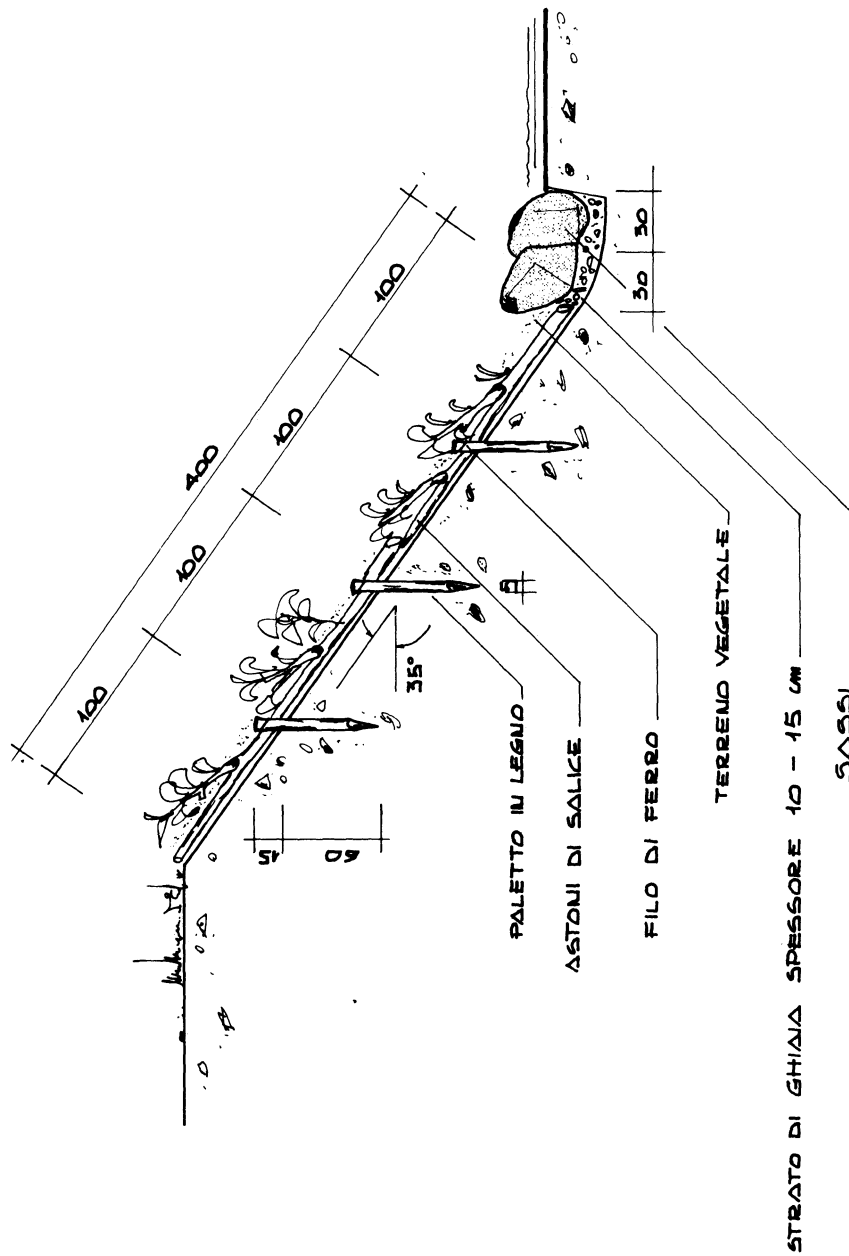 400
100
100
100
100
35°
15
60
30
30
PALETTO IN LEGNO
ASTONI DI SALICE
FILO DI FERRO
TERRENO VEGETALE
STRATO DI GHIAIA SPESSORE 10 - 15 cm
SASSI